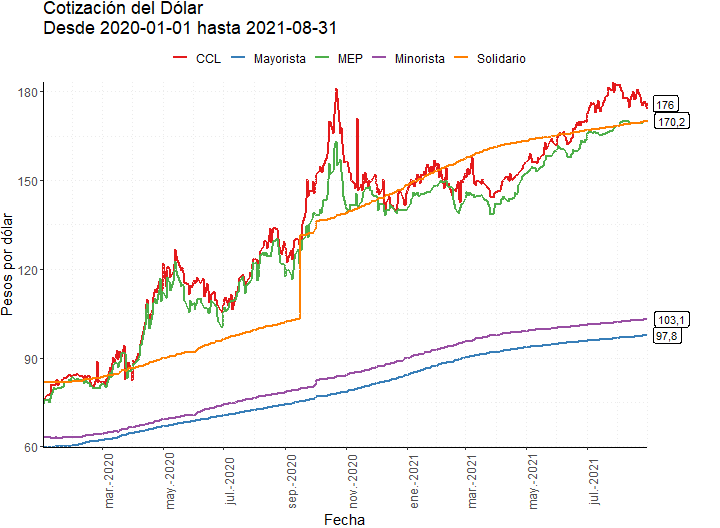 Cotización del Dólar
Desde 2020-01-01 hasta 2021-08-31
CCL Mayorista MEP Minorista Solidario
Pesos por dólar
180
150
120
90
60
176
170,2
103,1
97,8
mar.-2020
may.-2020
jul.-2020
sep.-2020
nov.-2020
ene.-2021
mar.-2021
may.-2021
jul.-2021
Fecha